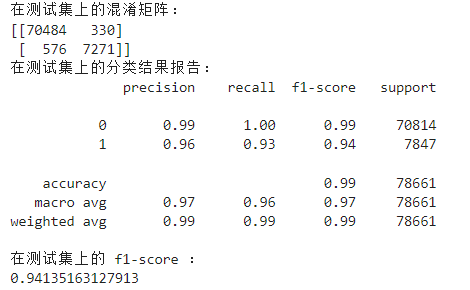 在测试集上的混淆矩阵：
[[70484   330]
 [  576  7271]]
在测试集上的分类结果报告：
              precision    recall  f1-score   support
           0       0.99      1.00      0.99     70814
           1       0.96      0.93      0.94      7847
    accuracy                           0.99     78661
   macro avg       0.97      0.96      0.97     78661
weighted avg       0.99      0.99      0.99     78661
在测试集上的 f1-score ：
0.94135163127913